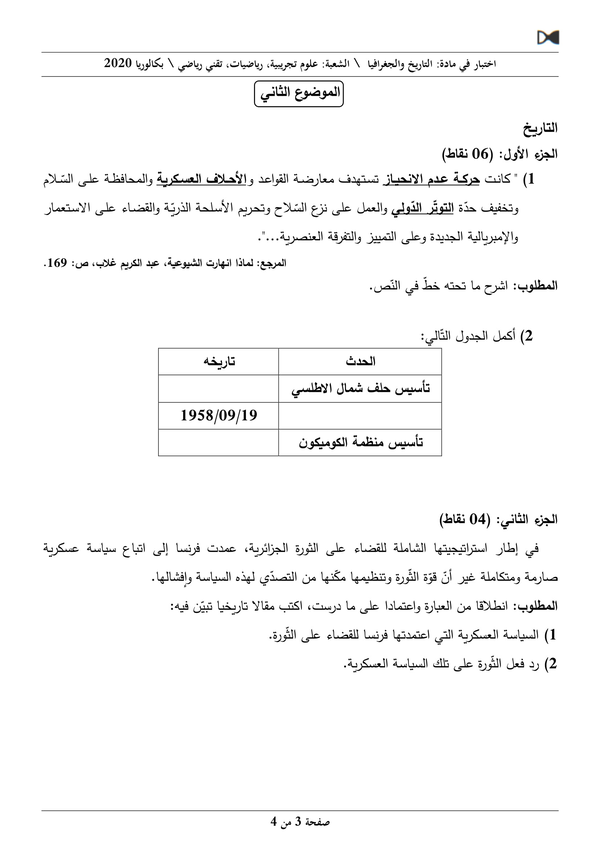 اختبار في مادة: التاريخ والجغرافيا \ الشعبة: علوم تجريبية، رياضيات، تقني رياضي \ بكالوريا 2020
الموضوع الثاني
التاريخ
الجزء الأول: (06 نقاط)
1) " كانت حركة عدم الانحياز تستهدف معارضة القواعد والأحلاف العسكرية والمحافظة على السّلام
وتخفيف حدّة التوتّر الدّولي والعمل على نزع السّلاح وتحريم الأسلحة الذريّة والقضاء على الاستعمار
والإمبريالية الجديدة وعلى التمييز والتفرقة العنصرية...".
المرجع: لماذا انهارت الشيوعية، عبد الكريم غلاب، ص: 169.
المطلوب: اشرح ما تحته خطّ في النّص.
2) أكمل الجدول التّالي:
الحدث تاريخه
تأسيس حلف شمال الاطلسي
1958/09/19
تأسيس منظمة الكوميكون
الجزء الثاني: (04 نقاط)
في إطار استراتيجيتها الشاملة للقضاء على الثورة الجزائرية، عمدت فرنسا إلى اتباع سياسة عسكرية
صارمة ومتكاملة غير أنّ قوّة الثّورة وتنظيمها مكّنها من التصدّي لهذه السياسة وإفشالها.
المطلوب: انطلاقا من العبارة واعتمادا على ما درست، اكتب مقالا تاريخيا تبيّن فيه:
1) السياسة العسكرية التي اعتمدتها فرنسا للقضاء على الثّورة.
2) رد فعل الثّورة على تلك السياسة العسكرية.
صفحة 3 من 4